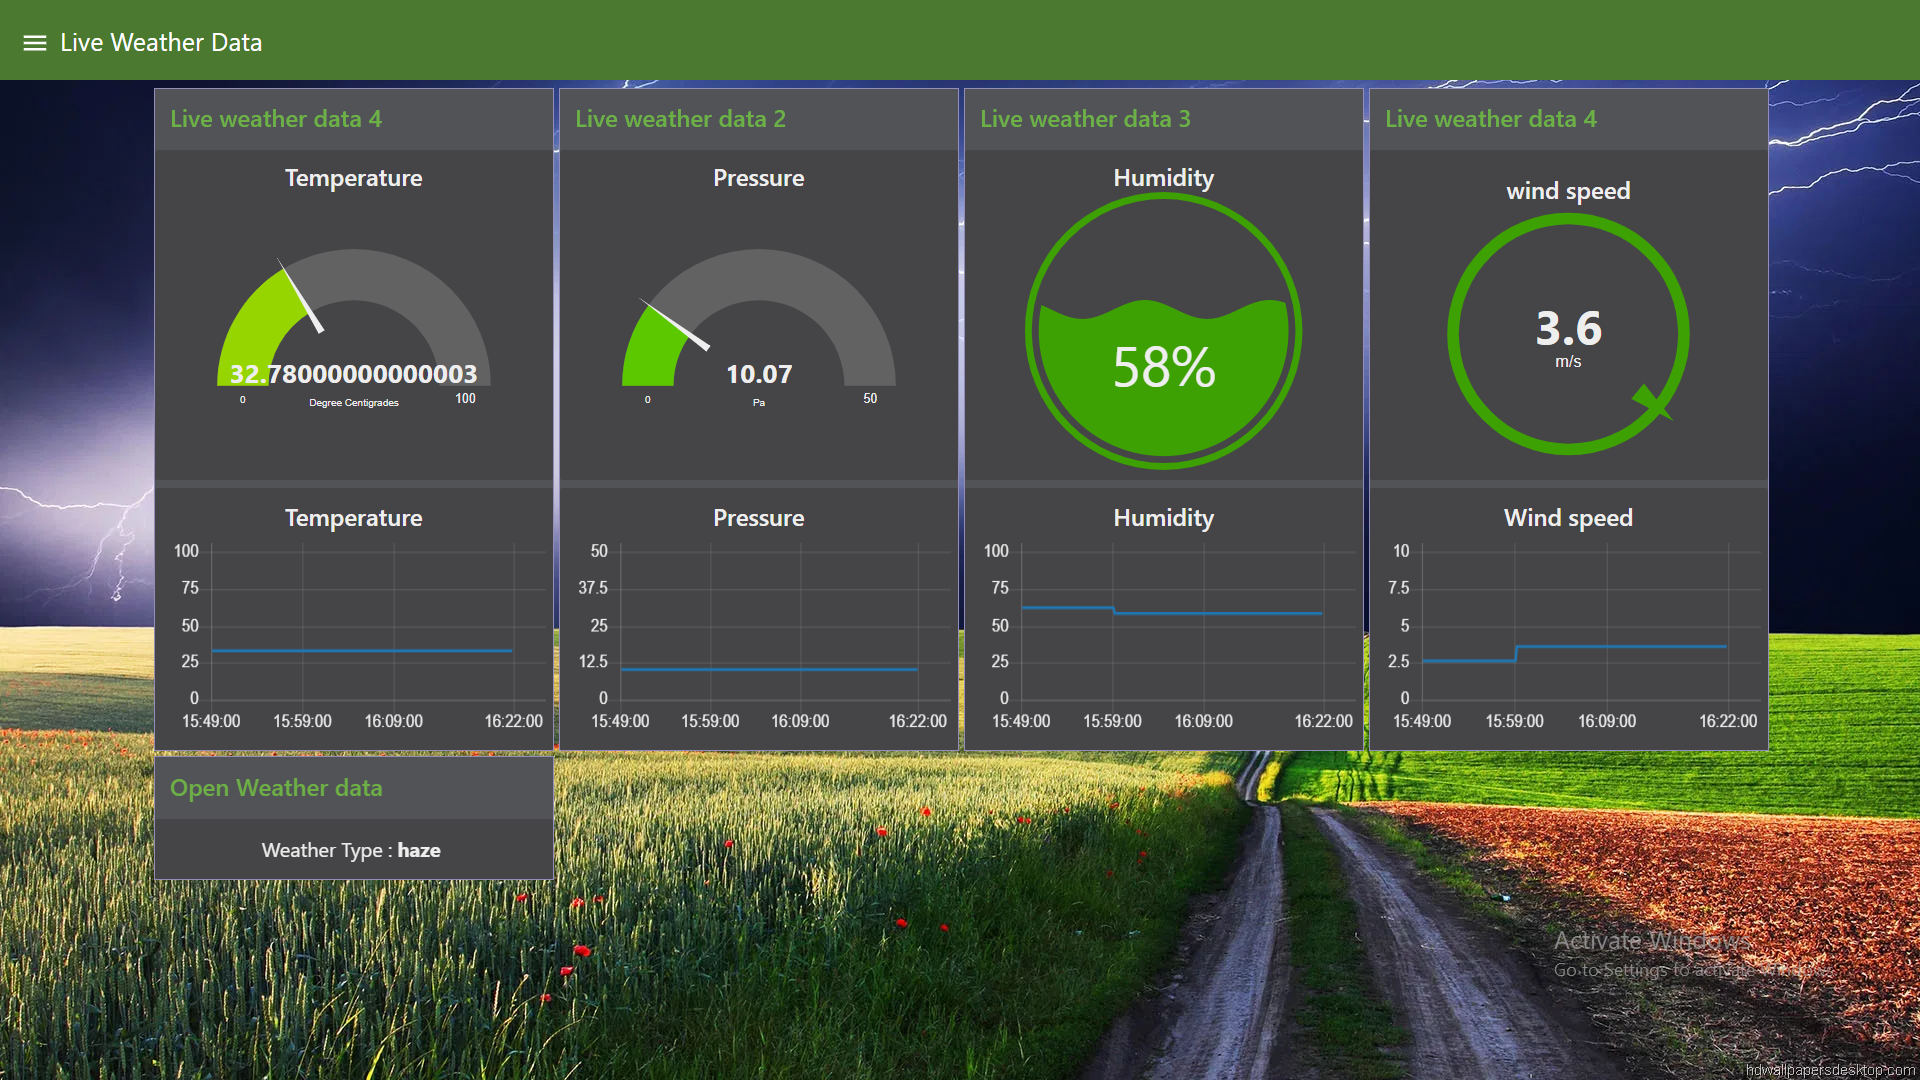 Live Weather Data
Live weather data 4
Temperature
32.78000000000003
0
Degree Centigrades
100
Temperature
100
75
50
25
0
15:49:00 15:59:00 16:09:00 16:22:00
Live weather data 2
Pressure
10.07
0
Pa
50
Pressure
50
37.5
25
12.5
0
15:49:00 15:59:00 16:09:00 16:22:00
Live weather data 3
Humidity
58%
Humidity
100
75
50
25
0
15:49:00 15:59:00 16:09:00 16:22:00
Live weather data 4
wind speed
3.6
m/s
Wind speed
10
7.5
5
2.5
0
15:49:00 15:59:00 16:09:00 16:22:00
Open Weather data
Weather Type : haze
Activate Windows
Go to Settings to activate Windows.
hdwallpapersdesktop.com